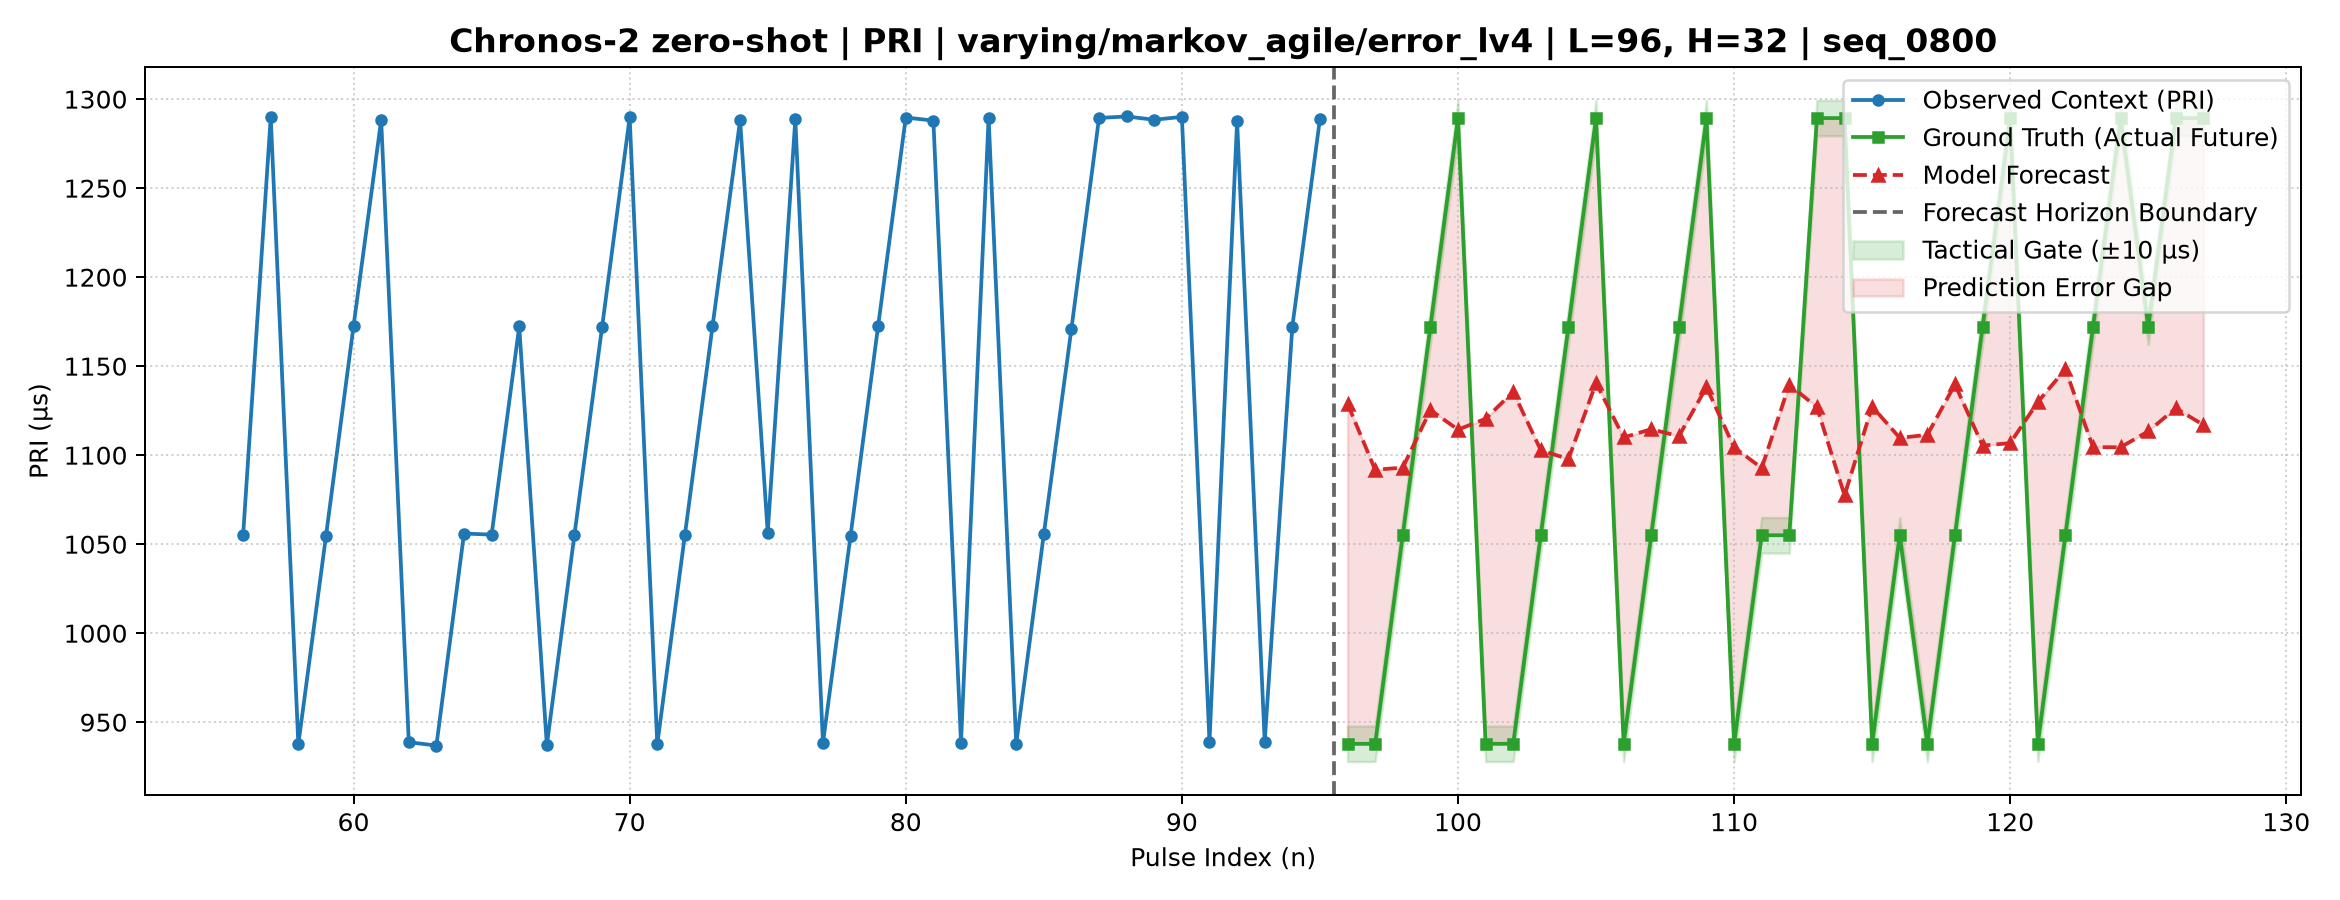 Chronos-2 zero-shot | PRI | varying/markov_agile/error_lv4 | L=96, H=32 | seq_0800
PRI (µs)
1300
1250
1200
1150
1100
1050
1000
950
Observed Context (PRI)
Ground Truth (Actual Future)
Model Forecast
Forecast Horizon Boundary
Tactical Gate (±10 µs)
Prediction Error Gap
60 70 80 90 100 110 120 130
Pulse Index (n)